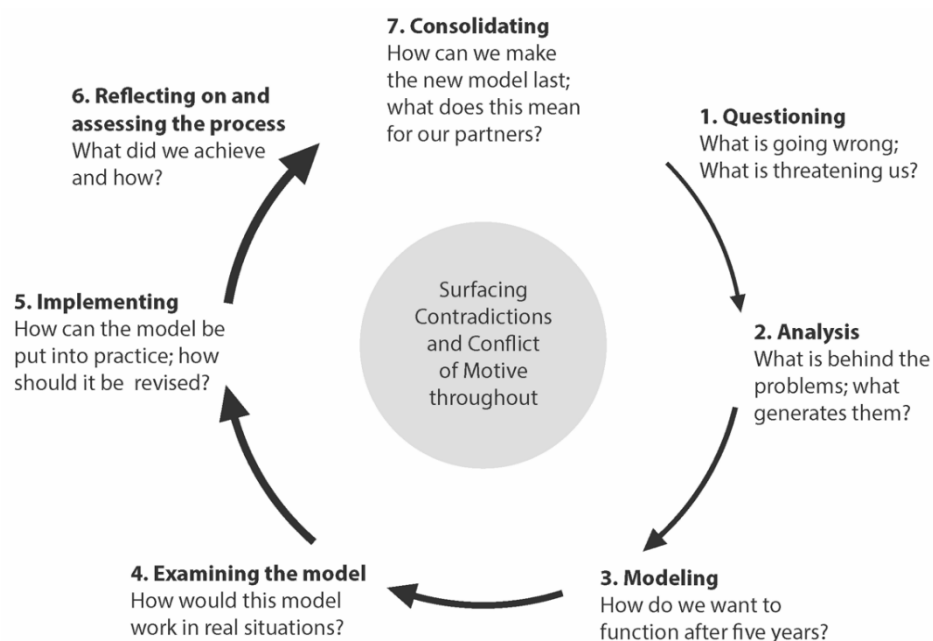 7. Consolidating
How can we make
the new model last;
what does this mean
for our partners?
1. Questioning
What is going wrong;
What is threatening us?
2. Analysis
What is behind the
problems; what
generates them?
3. Modeling
How do we want to
function after five years?
4. Examining the model
How would this model
work in real situations?
5. Implementing
How can the model be
put into practice; how
should it be revised?
6. Reflecting on and
assessing the process
What did we achieve
and how?
Surfacing
Contradictions
and Conflict
of Motive
throughout